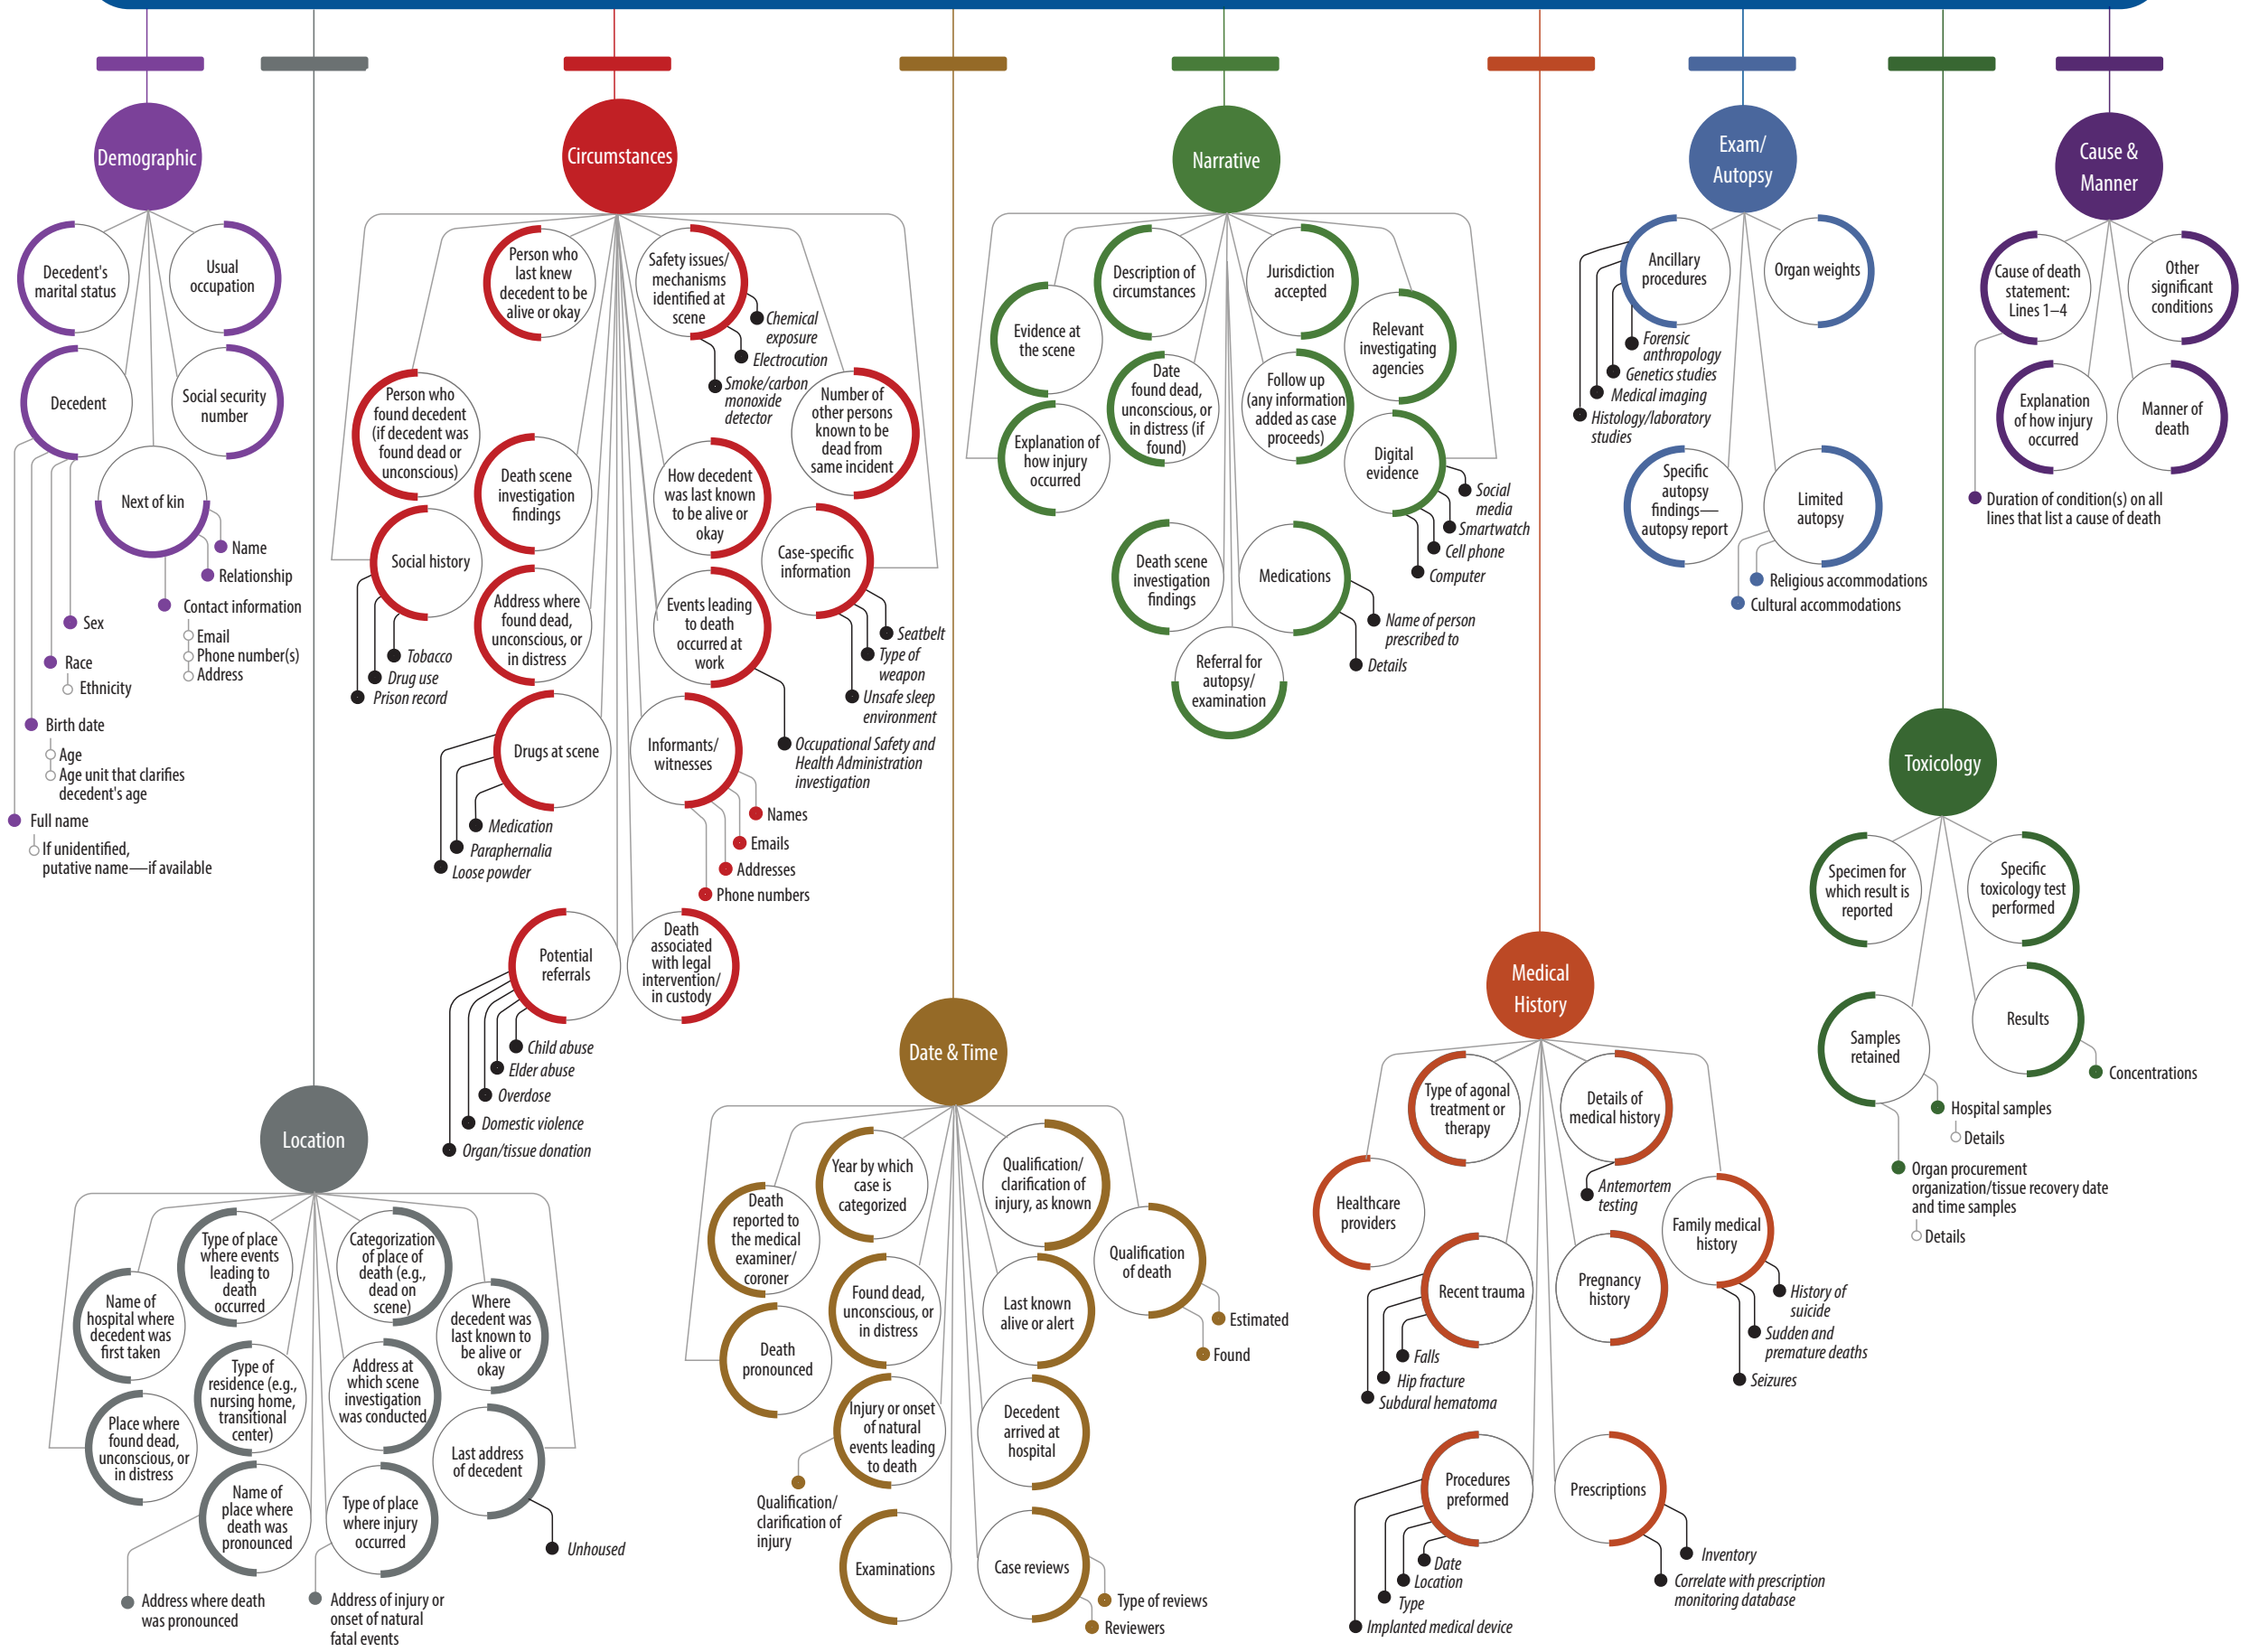 Demographic
Decedent's
marital status
Usual
occupation
Decedent
Social security
number
Next of kin
Name
Relationship
Contact information
Email
Phone number(s)
Address
Sex
Race
Ethnicity
Birth date
Age
Age unit that clarifies
decedent's age
Full name
If unidentified,
putative name—if available
Location
Type of place
where events
leading to
death
occurred
Categorization
of place of
death (e.g.,
dead on
scene)
Name of
hospital where
decedent was
first taken
Where
decedent was
last known to
be alive or
okay
Type of
residence (e.g.,
nursing home,
transitional
center)
Address at
which scene
investigation
was conducted
Place where
found dead,
unconscious, or
in distress
Last address
of decedent
Name of
place where
death was
pronounced
Type of place
where injury
occurred
Unhoused
Address where death
was pronounced
Address of injury or
onset of natural
fatal events
Circumstances
Person who
last knew
decedent to be
alive or okay
Safety issues/
mechanisms
identified at
scene
Chemical
exposure
Electrocution
Smoke/carbon
monoxide
detector
Person who
found decedent
(if decedent was
found dead or
unconscious)
Number of
other persons
known to be
dead from
same incident
Death scene
investigation
findings
How decedent
was last known
to be alive or
okay
Social history
Case-specific
information
Tobacco
Drug use
Prison record
Address where
found dead,
unconscious, or
in distress
Events leading
to death
occurred at
work
Seatbelt
Type of
weapon
Unsafe sleep
environment
Occupational Safety and
Health Administration
investigation
Drugs at scene
Informants/
witnesses
Medication
Paraphernalia
Loose powder
Names
Emails
Addresses
Phone numbers
Potential
referrals
Death
associated
with legal
intervention/
in custody
Child abuse
Elder abuse
Overdose
Domestic violence
Organ/tissue donation
Date & Time
Year by which
case is
categorized
Qualification/
clarification of
injury, as known
Death
reported to
the medical
examiner/
coroner
Qualification
of death
Found dead,
unconscious, or
in distress
Last known
alive or alert
Estimated
Found
Death
pronounced
Injury or onset
of natural
events leading
to death
Decedent
arrived at
hospital
Qualification/
clarification of
injury
Examinations
Case reviews
Type of reviews
Reviewers
Narrative
Description of
circumstances
Jurisdiction
accepted
Evidence at
the scene
Relevant
investigating
agencies
Date
found dead,
unconscious, or
in distress (if
found)
Follow up
(any information
added as case
proceeds)
Explanation of
how injury
occurred
Digital
evidence
Social
media
Smartwatch
Cell phone
Computer
Death scene
investigation
findings
Medications
Name of person
prescribed to
Details
Referral for
autopsy/
examination
Medical
History
Type of agonal
treatment or
therapy
Details of
medical history
Antemortem
testing
Healthcare
providers
Family medical
history
Recent trauma
Pregnancy
history
History of
suicide
Sudden and
premature deaths
Seizures
Falls
Hip fracture
Subdural hematoma
Procedures
preformed
Prescriptions
Date
Location
Type
Implanted medical device
Inventory
Correlate with prescription
monitoring database
Exam/
Autopsy
Ancillary
procedures
Organ weights
Forensic
anthropology
Genetics studies
Medical imaging
Histology/laboratory
studies
Specific
autopsy
findings—
autopsy report
Limited
autopsy
Religious accommodations
Cultural accommodations
Toxicology
Specimen for
which result is
reported
Specific
toxicology test
performed
Samples
retained
Results
Concentrations
Hospital samples
Details
Organ procurement
organization/tissue recovery date
and time samples
Details
Cause &
Manner
Cause of death
statement:
Lines 1–4
Other
significant
conditions
Explanation
of how injury
occurred
Manner of
death
Duration of condition(s) on all
lines that list a cause of death